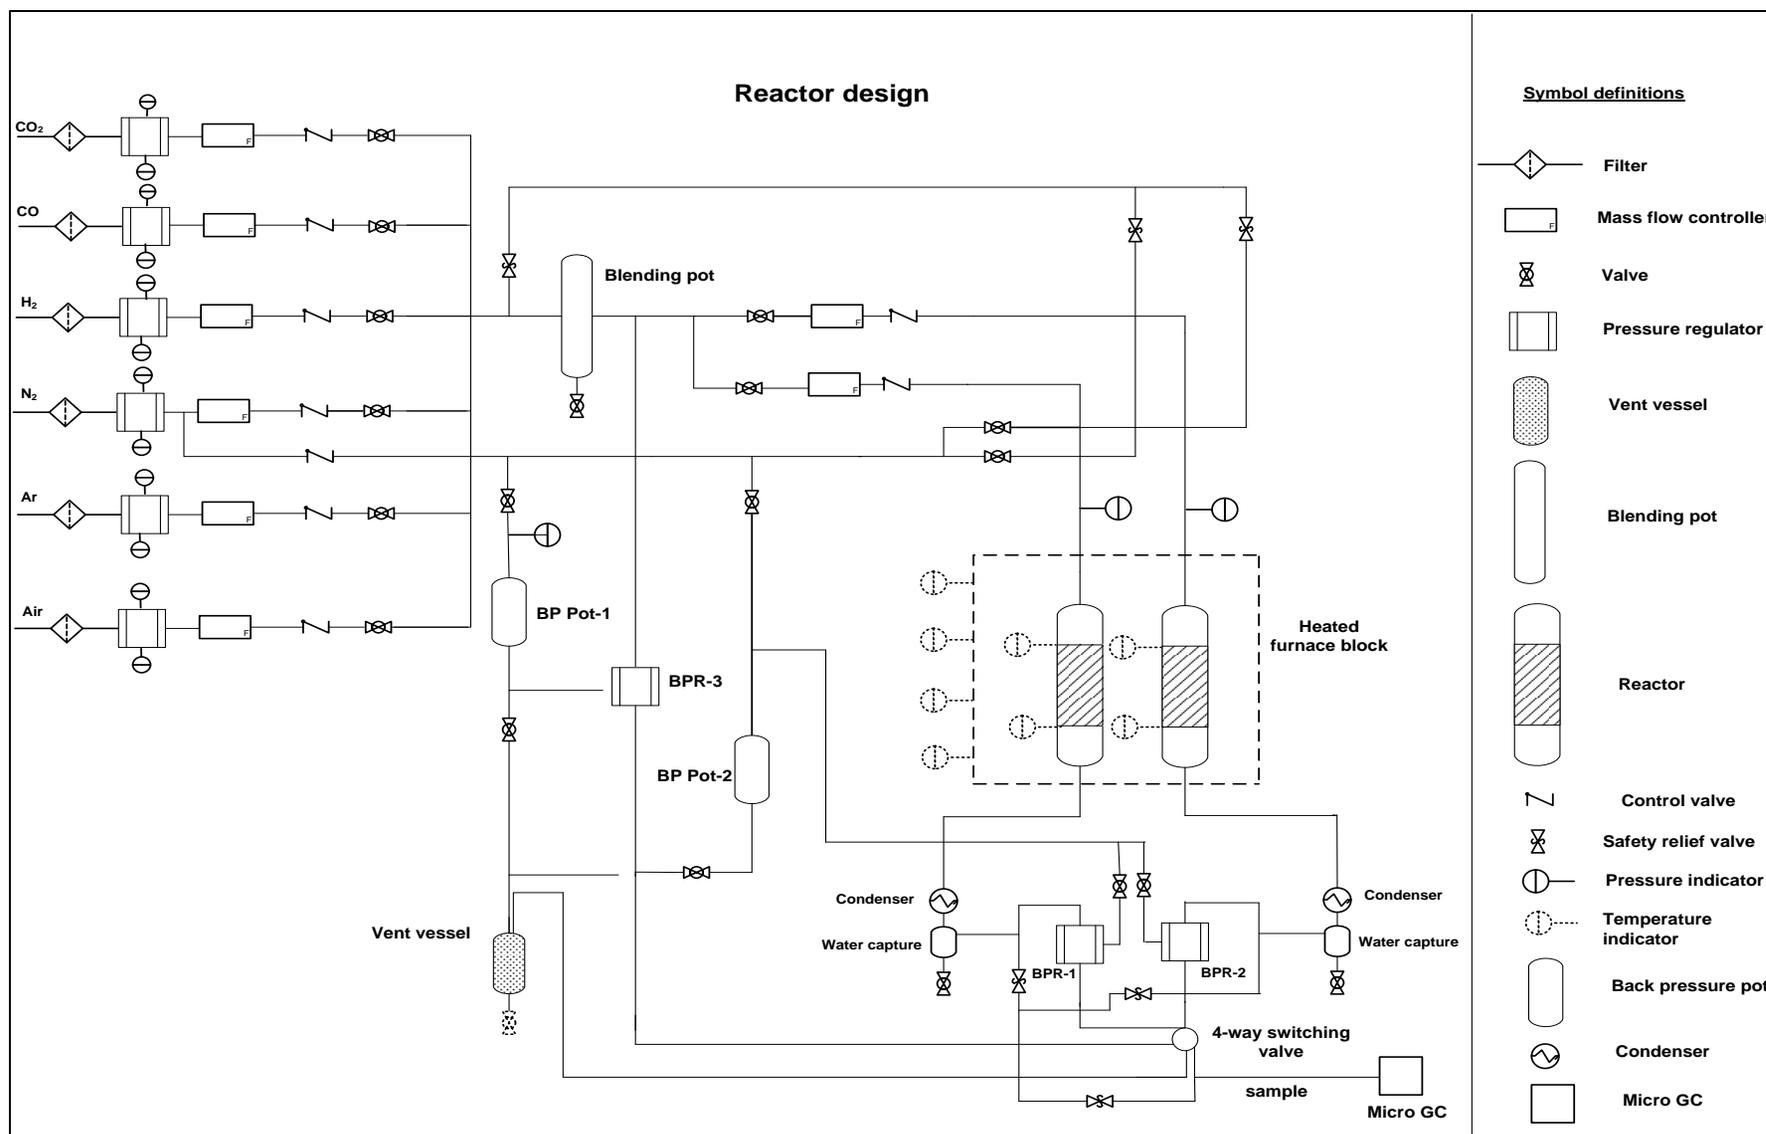 Reactor design
Symbol definitions
CO₂
F
CO
F
H₂
F
N₂
F
Ar
F
Air
F
Blending pot
F
F
BP Pot-1
BPR-3
BP Pot-2
Heated
furnace block
Vent vessel
Condenser
Water capture
BPR-1
BPR-2
Condenser
Water capture
4-way switching
valve
sample
Micro GC
Filter
Mass flow controller
F
Valve
Pressure regulator
Vent vessel
Blending pot
Reactor
Control valve
Safety relief valve
Pressure indicator
Temperature
indicator
Back pressure pot
Condenser
Micro GC